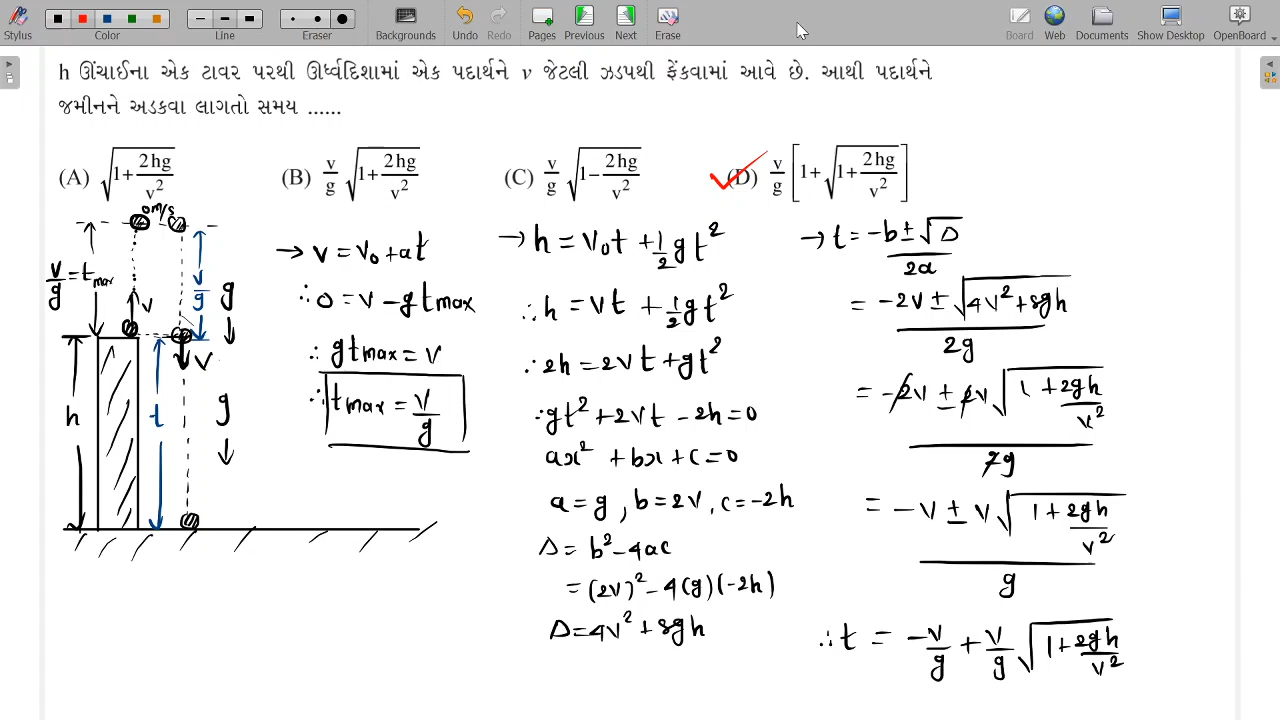 Stylus
Color
Line
Eraser
Backgrounds
Undo
Redo
Pages
Previous
Next
Erase
Board
Web
Documents
Show Desktop
OpenBoard
h ઊંચાઈના એક ટાવર પરથી ઊર્ધ્વદિશામાં એક પદાર્થને v જેટલી ઝડપથી ફેંકવામાં આવે છે. આથી પદાર્થને
જમીનને અડકવા લાગતો સમય ......
(A) √(1+2hg/v²)
(B) v/g √(1+2hg/v²)
(C) v/g √(1−2hg/v²)
(D) v/g [1+√(1+2hg/v²)]
0m/s
v/g = tmax
v
v/g
g
v
h
t
g
→ v = v₀ + at
∴ 0 = v − g tmax
∴ g tmax = v
∴ tmax = v/g
→ h = v₀t + ½gt²
∴ h = vt + ½gt²
∴ 2h = 2vt + gt²
∴ gt² + 2vt − 2h = 0
ax² + bx + c = 0
a = g, b = 2v, c = −2h
Δ = b² − 4ac
= (2v)² − 4(g)(−2h)
Δ = 4v² + 8gh
→ t = −b ± √Δ / 2a
= −2v ± √(4v² + 8gh) / 2g
= −2v ± 2v √(1 + 2gh/v²) / 2g
= −v ± v √(1 + 2gh/v²) / g
∴ t = −v/g + v/g √(1 + 2gh/v²)